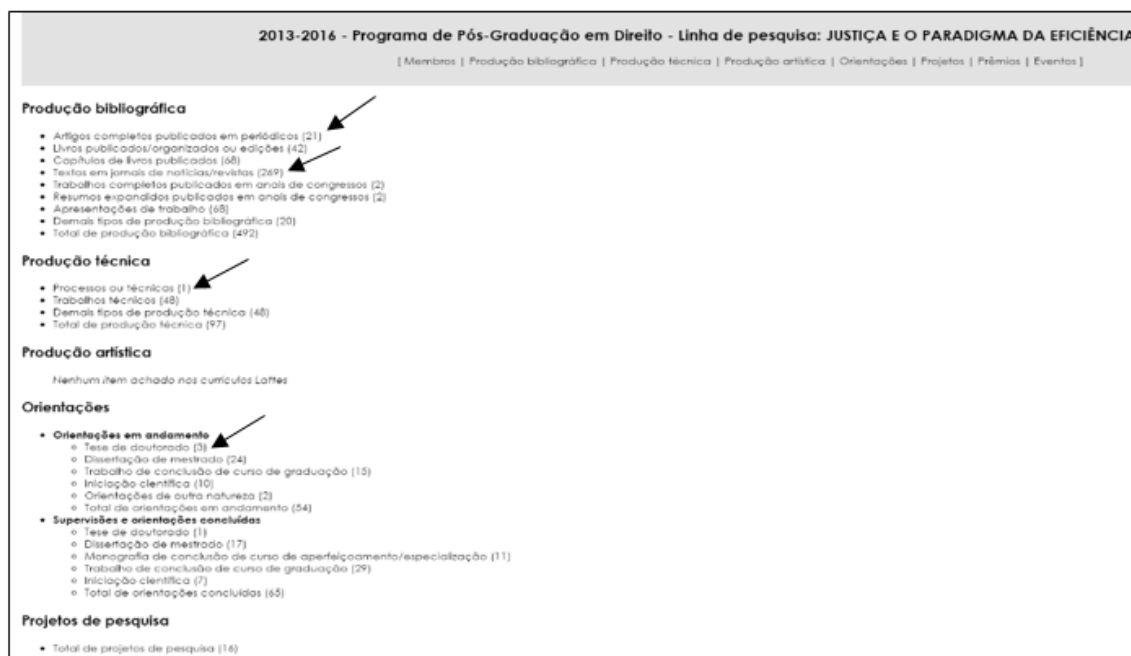 2013-2016 - Programa de Pós-Graduação em Direito - Linha de pesquisa: JUSTIÇA E O PARADIGMA DA EFICIÊNCIA
[ Membros | Produção bibliográfica | Produção técnica | Produção artística | Orientações | Projetos | Prêmios | Eventos ]
Produção bibliográfica
• Artigos completos publicados em periódicos (21)
• Livros publicados/organizados ou edições (42)
• Capítulos de livros publicados (68)
• Textos em jornais de notícias/revistas (269)
• Trabalhos completos publicados em anais de congressos (2)
• Resumos expandidos publicados em anais de congressos (2)
• Apresentações de trabalho (68)
• Demais tipos de produção bibliográfica (20)
• Total de produção bibliográfica (492)
Produção técnica
• Processos ou técnicas (1)
• Trabalhos técnicos (48)
• Demais tipos de produção técnica (48)
• Total de produção técnica (97)
Produção artística
Nenhum item achado nos currículos Lattes
Orientações
• Orientações em andamento
○ Tese de doutorado (3)
○ Dissertação de mestrado (24)
○ Trabalho de conclusão de curso de graduação (15)
○ Iniciação científica (10)
○ Orientações de outra natureza (2)
○ Total de orientações em andamento (54)
• Supervisões e orientações concluídas
○ Tese de doutorado (1)
○ Dissertação de mestrado (17)
○ Monografia de conclusão de curso de aperfeiçoamento/especialização (11)
○ Trabalho de conclusão de curso de graduação (29)
○ Iniciação científica (7)
○ Total de orientações concluídas (65)
Projetos de pesquisa
• Total de projetos de pesquisa (16)